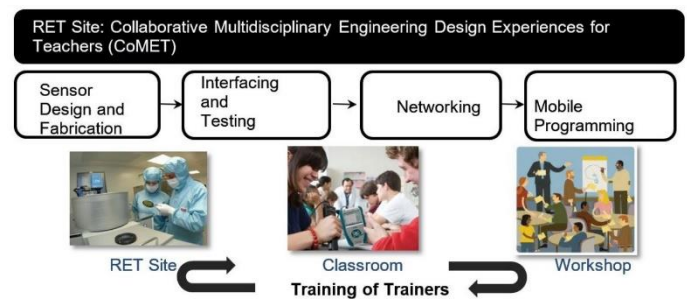 RET Site: Collaborative Multidisciplinary Engineering Design Experiences for
Teachers (CoMET)
Sensor
Design and
Fabrication
Interfacing
and
Testing
Networking
Mobile
Programming
RET Site
Classroom
Workshop
Training of Trainers